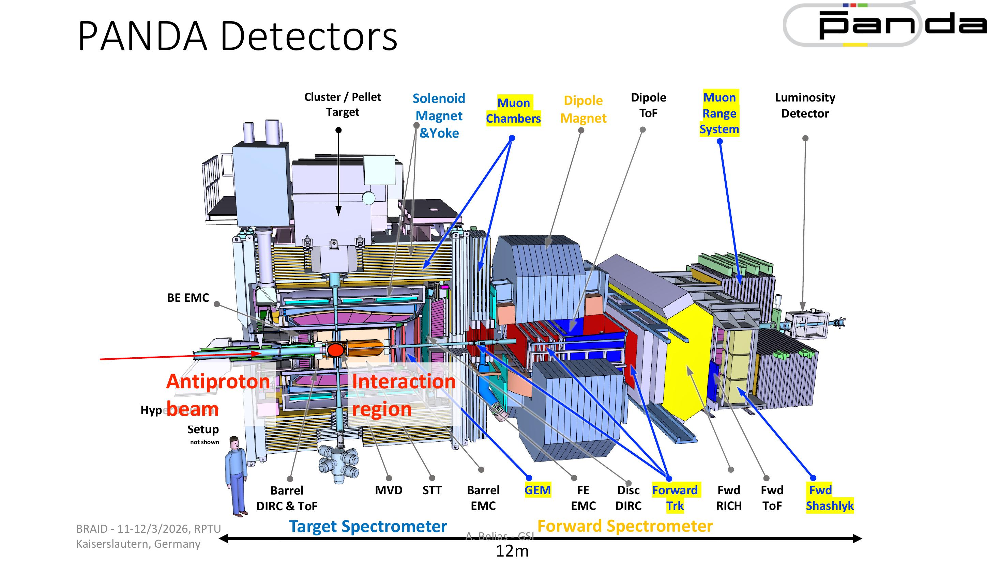 PANDA Detectors
panda
Cluster / Pellet
Target
Solenoid
Magnet
&Yoke
Muon
Chambers
Dipole
Magnet
Dipole
ToF
Muon
Range
System
Luminosity
Detector
BE EMC
Antiproton
beam
Interaction
region
Hyper Nuclear
Setup
not shown
Barrel
DIRC & ToF
MVD
STT
Barrel
EMC
GEM
FE
EMC
Disc
DIRC
Forward
Trk
Fwd
RICH
Fwd
ToF
Fwd
Shashlyk
Target Spectrometer
Forward Spectrometer
BRAID - 11-12/3/2026, RPTU
Kaiserslautern, Germany
A. Belias - GSI
12m